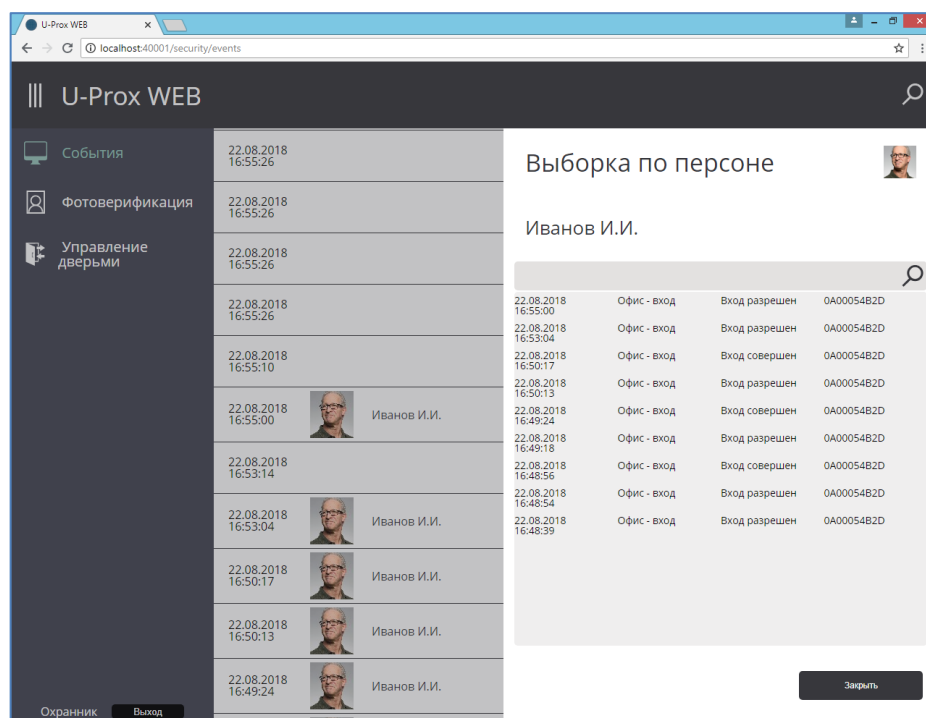 U-Prox WEB
localhost:40001/security/events
U-Prox WEB
События
Фотоверификация
Управление
дверьми
Охранник
Выход
22.08.2018
16:55:26
22.08.2018
16:55:26
22.08.2018
16:55:26
22.08.2018
16:55:26
22.08.2018
16:55:10
22.08.2018
16:55:00
Иванов И.И.
22.08.2018
16:53:14
22.08.2018
16:53:04
Иванов И.И.
22.08.2018
16:50:17
Иванов И.И.
22.08.2018
16:50:13
Иванов И.И.
22.08.2018
16:49:24
Иванов И.И.
Выборка по персоне
Иванов И.И.
22.08.2018 Офис - вход Вход разрешен 0A00054B2D
16:55:00
22.08.2018 Офис - вход Вход разрешен 0A00054B2D
16:53:04
22.08.2018 Офис - вход Вход совершен 0A00054B2D
16:50:17
22.08.2018 Офис - вход Вход разрешен 0A00054B2D
16:50:13
22.08.2018 Офис - вход Вход совершен 0A00054B2D
16:49:24
22.08.2018 Офис - вход Вход разрешен 0A00054B2D
16:49:18
22.08.2018 Офис - вход Вход совершен 0A00054B2D
16:48:56
22.08.2018 Офис - вход Вход разрешен 0A00054B2D
16:48:54
22.08.2018 Офис - вход Вход разрешен 0A00054B2D
16:48:39
Закрыть